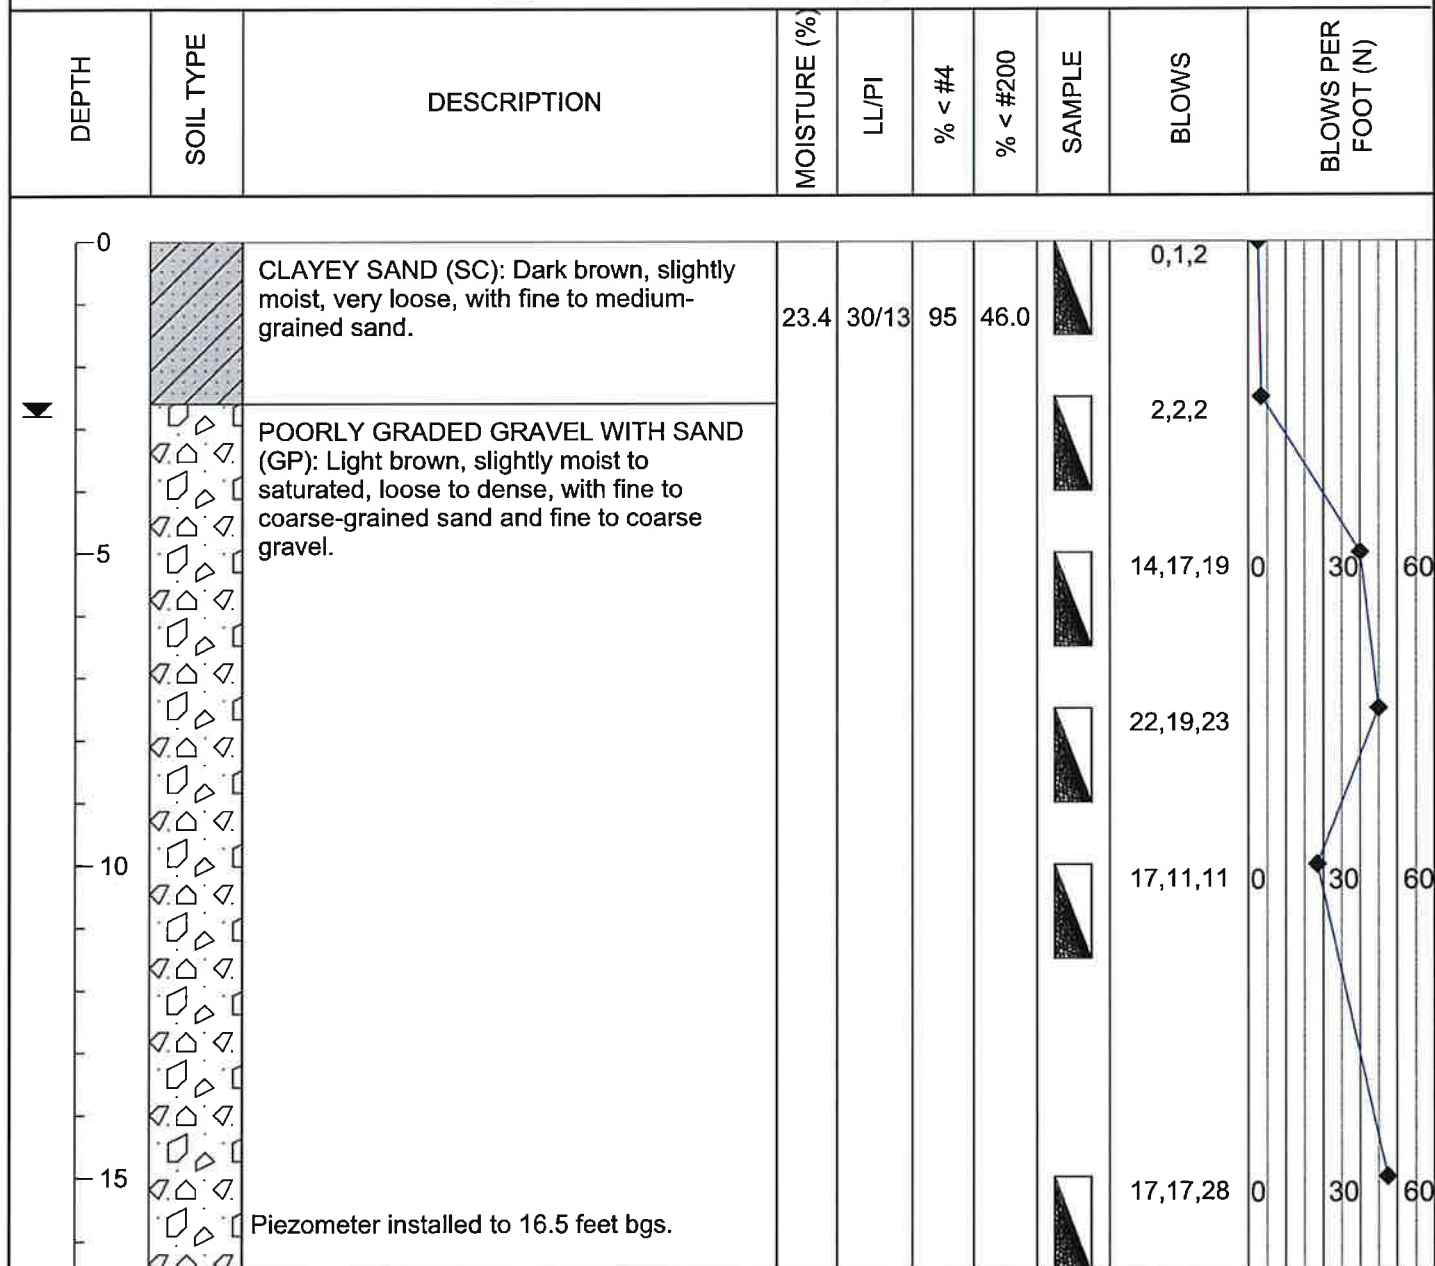 DEPTH
SOIL TYPE
DESCRIPTION
MOISTURE (%)
LL/PI
% < #4
% < #200
SAMPLE
BLOWS
BLOWS PER
FOOT (N)
0
CLAYEY SAND (SC): Dark brown, slightly
moist, very loose, with fine to medium-
grained sand.
23.4 30/13 95 46.0
0,1,2
2,2,2
POORLY GRADED GRAVEL WITH SAND
(GP): Light brown, slightly moist to
saturated, loose to dense, with fine to
coarse-grained sand and fine to coarse
gravel.
5
14,17,19 0 30 60
22,19,23
10
17,11,11 0 30 60
15
17,17,28 0 30 60
Piezometer installed to 16.5 feet bgs.